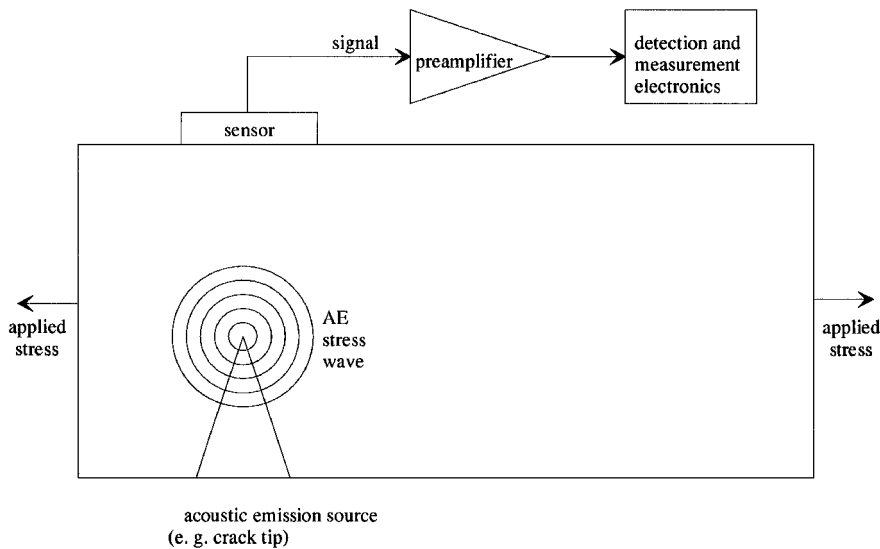 signal
preamplifier
detection and
measurement
electronics
sensor
applied
stress
AE
stress
wave
applied
stress
acoustic emission source
(e. g. crack tip)